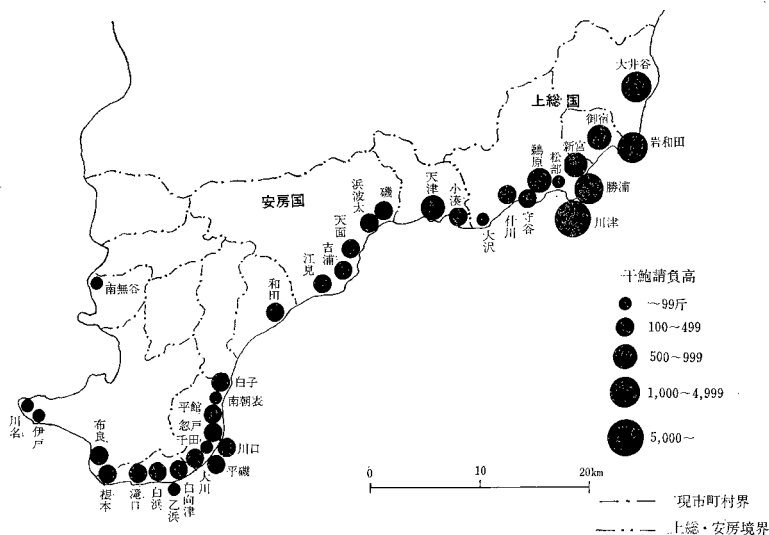 大井谷
上総国
御宿
岩和田
新宮
鵜原
松部
勝浦
川津
守谷
大沢
小湊
天津
安房国
磯
浜波太
天面
吉浦
江見
和田
南無谷
白子
南朝夷
平館
忽戸
千田
川口
平磯
大川
白向津
乙浜
白浜
滝口
根本
布良
伊戸
川名
干鮑請負高
～99斤
100～499
500～999
1,000～4,999
5,000～
0 10 20km
現市町村界
上総・安房境界